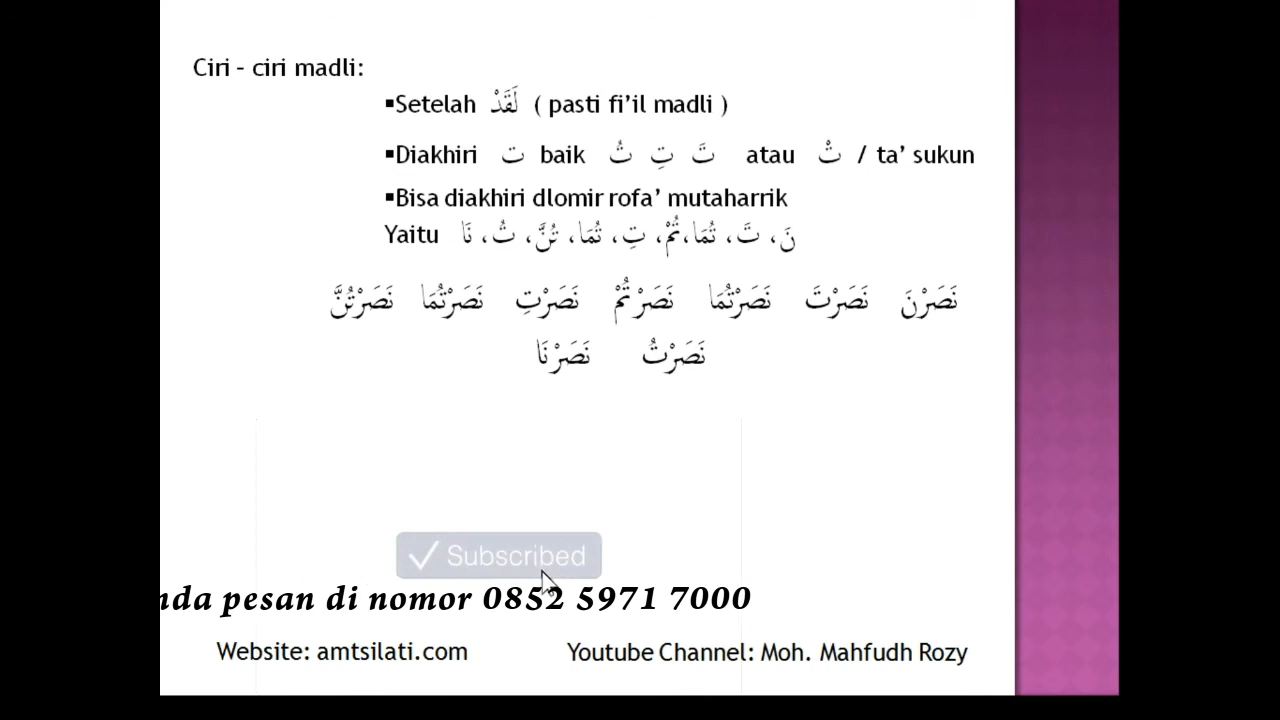 Ciri - ciri madli:
▪Setelah لَقَدْ ( pasti fi’il madli )
▪Diakhiri ت baik تُ تِ تَ atau تْ / ta’ sukun
▪Bisa diakhiri dlomir rofa’ mutaharrik
Yaitu نَ، تَ، تُمَا، تُمْ، تِ، تُمَا، تُنَّ، تُ، نَا
نَصَرْنَ نَصَرْتَ نَصَرْتُمَا نَصَرْتُمْ نَصَرْتِ نَصَرْتُمَا نَصَرْتُنَّ
نَصَرْتُ نَصَرْنَا
✓ Subscribed
nda pesan di nomor 0852 5971 7000
Website: amtsilati.com Youtube Channel: Moh. Mahfudh Rozy